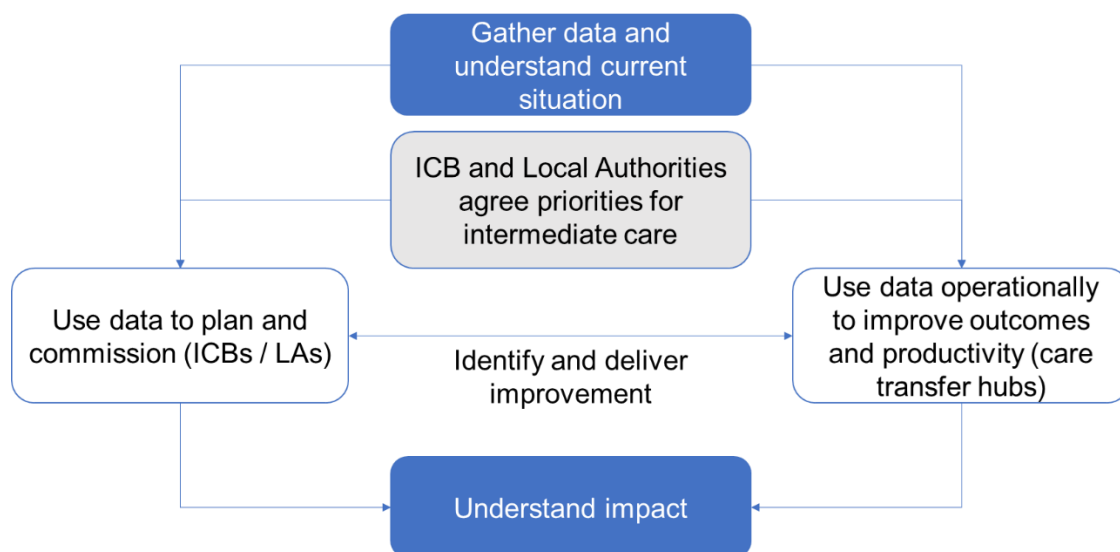 Gather data and
understand current
situation
ICB and Local Authorities
agree priorities for
intermediate care
Use data to plan and
commission (ICBs / LAs)
Identify and deliver
improvement
Use data operationally
to improve outcomes
and productivity (care
transfer hubs)
Understand impact